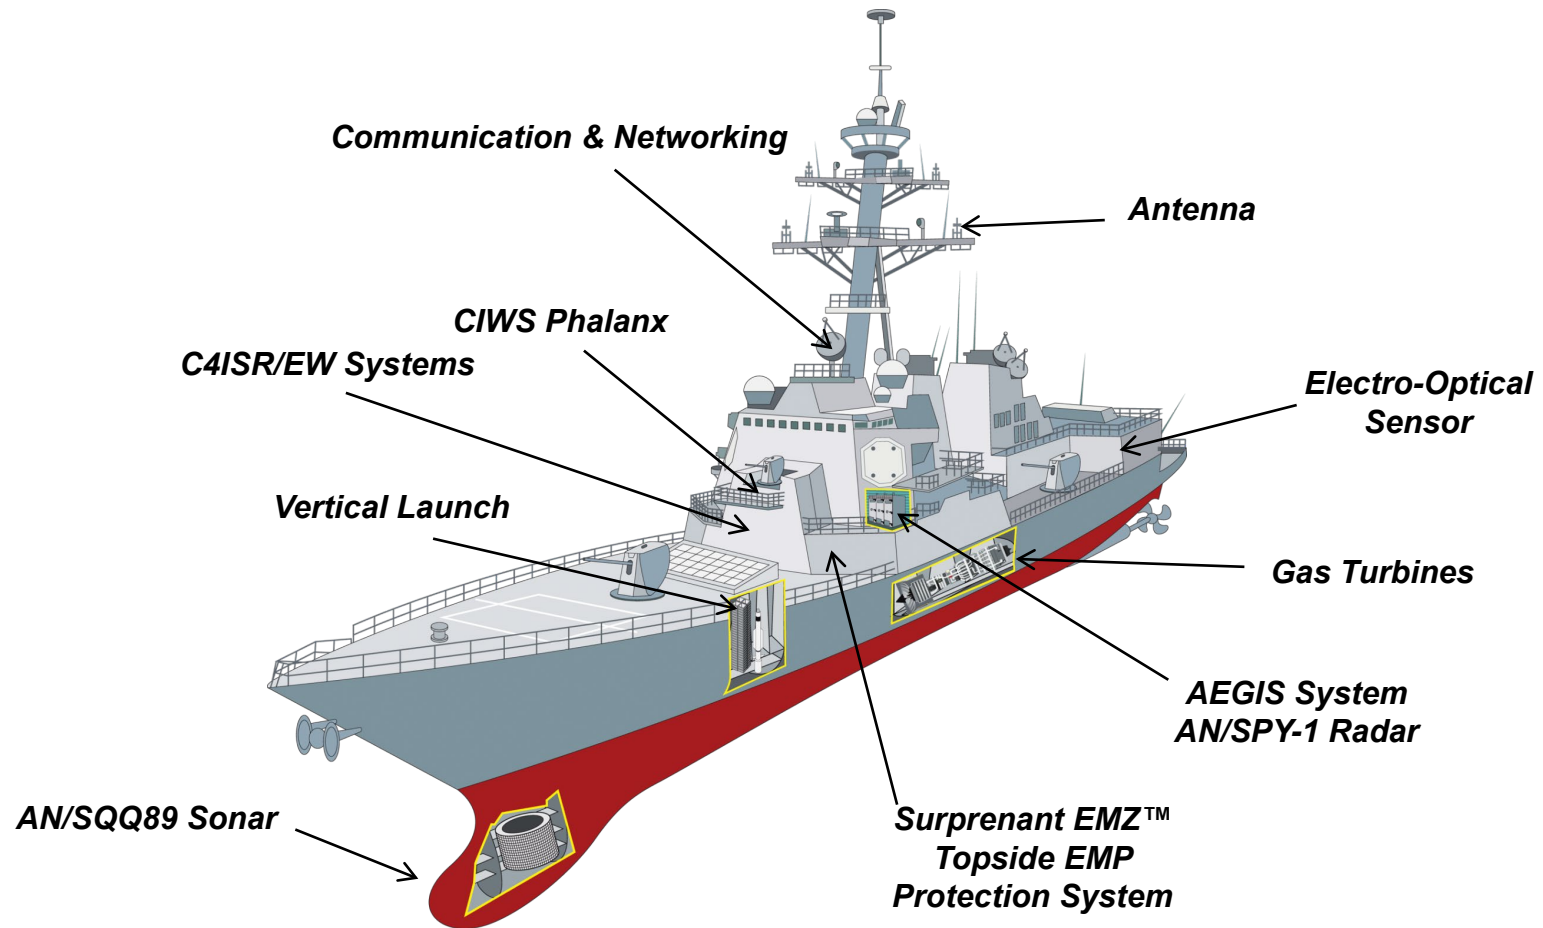 Communication & Networking
Antenna
CIWS Phalanx
C4ISR/EW Systems
Electro-Optical
Sensor
Vertical Launch
Gas Turbines
AEGIS System
AN/SPY-1 Radar
AN/SQQ89 Sonar
Surprenant EMZ™
Topside EMP
Protection System